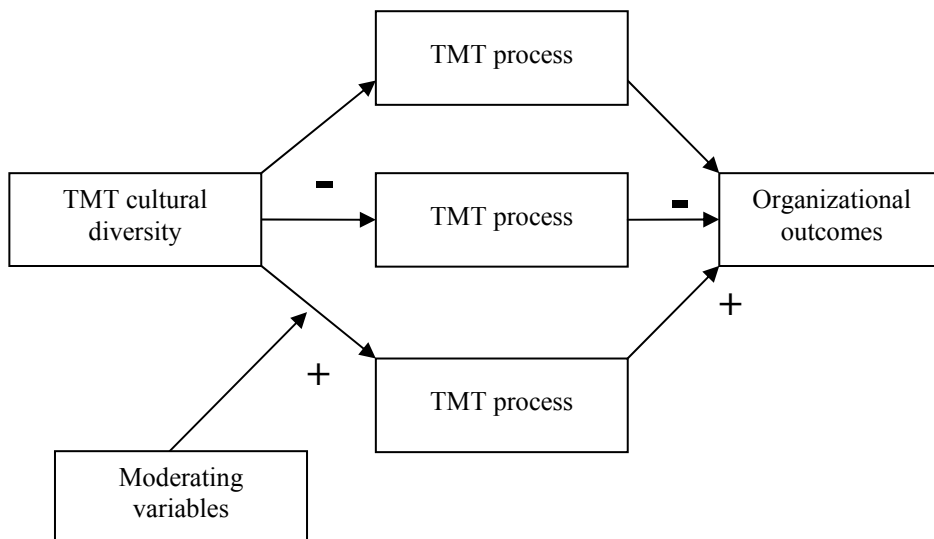 TMT process
TMT cultural
diversity
-
TMT process
-
Organizational
outcomes
+
+
TMT process
Moderating
variables